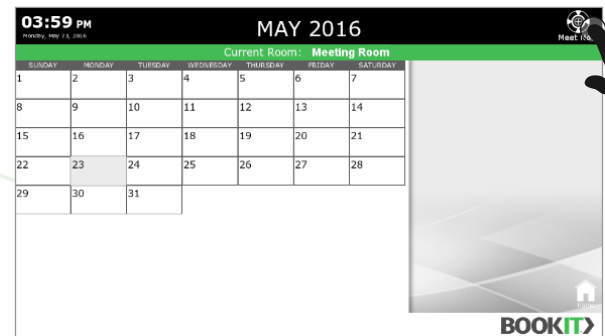 03:59 PM
Monday, May 23, 2016
MAY 2016
Meet No
Current Room: Meeting Room
SUNDAY MONDAY TUESDAY WEDNESDAY THURSDAY FRIDAY SATURDAY
1 2 3 4 5 6 7
8 9 10 11 12 13 14
15 16 17 18 19 20 21
22 23 24 25 26 27 28
29 30 31
BOOKIT